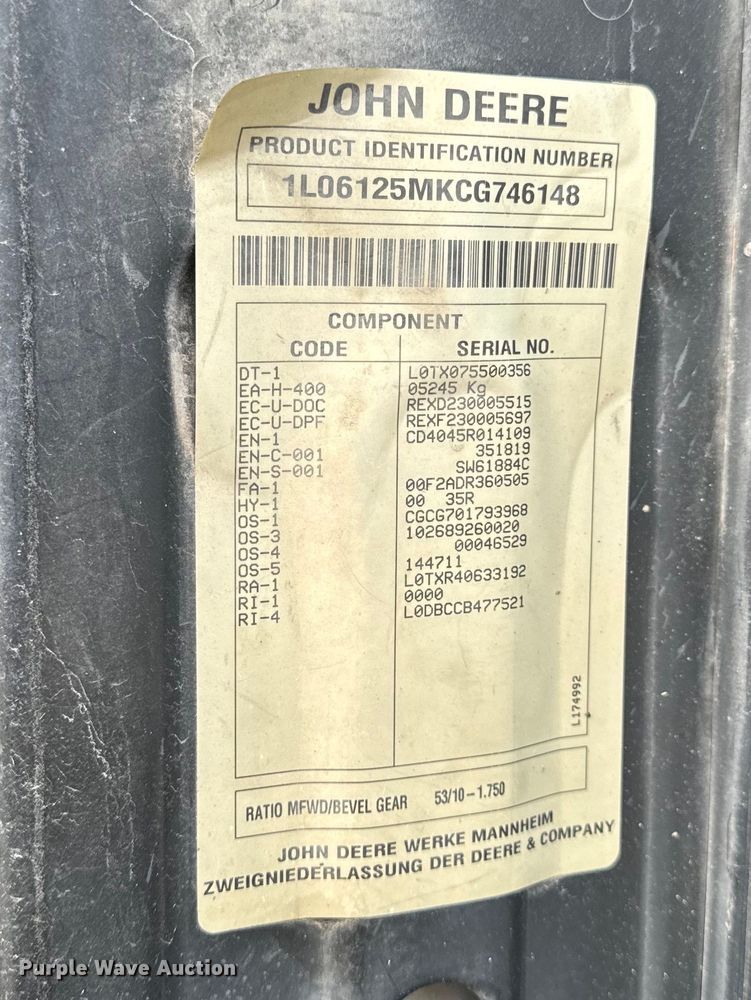 JOHN DEERE
PRODUCT IDENTIFICATION NUMBER
1L06125MKCG746148
COMPONENT
CODE SERIAL NO.
DT-1 L0TX075500356
EA-H-400 05245 Kg
EC-U-DOC REXD230005515
EC-U-DPF REXF230005697
EN-1 CD4045R014109
EN-C-001 351819
EN-S-001 SW61884C
FA-1 00F2ADR360505
HY-1 00 35R
OS-1 CGCG701793968
OS-3 102689260020
OS-4 00046529
OS-5 144711
RA-1 L0TXR40633192
RI-1 0000
RI-4 L0DBCCB477521
L174992
RATIO MFWD/BEVEL GEAR 53/10-1.750
JOHN DEERE WERKE MANNHEIM
ZWEIGNIEDERLASSUNG DER DEERE & COMPANY
Purple Wave Auction